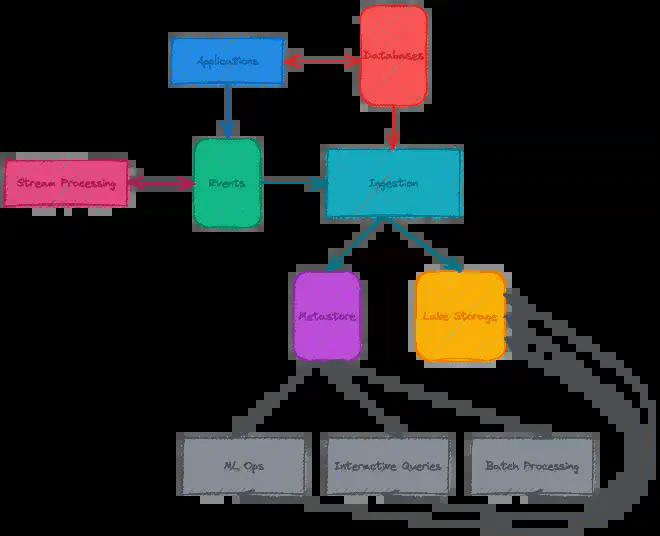 Databases
Applications
Stream Processing
Events
Ingestion
Metastore
Lake Storage
ML Ops
Interactive Queries
Batch Processing